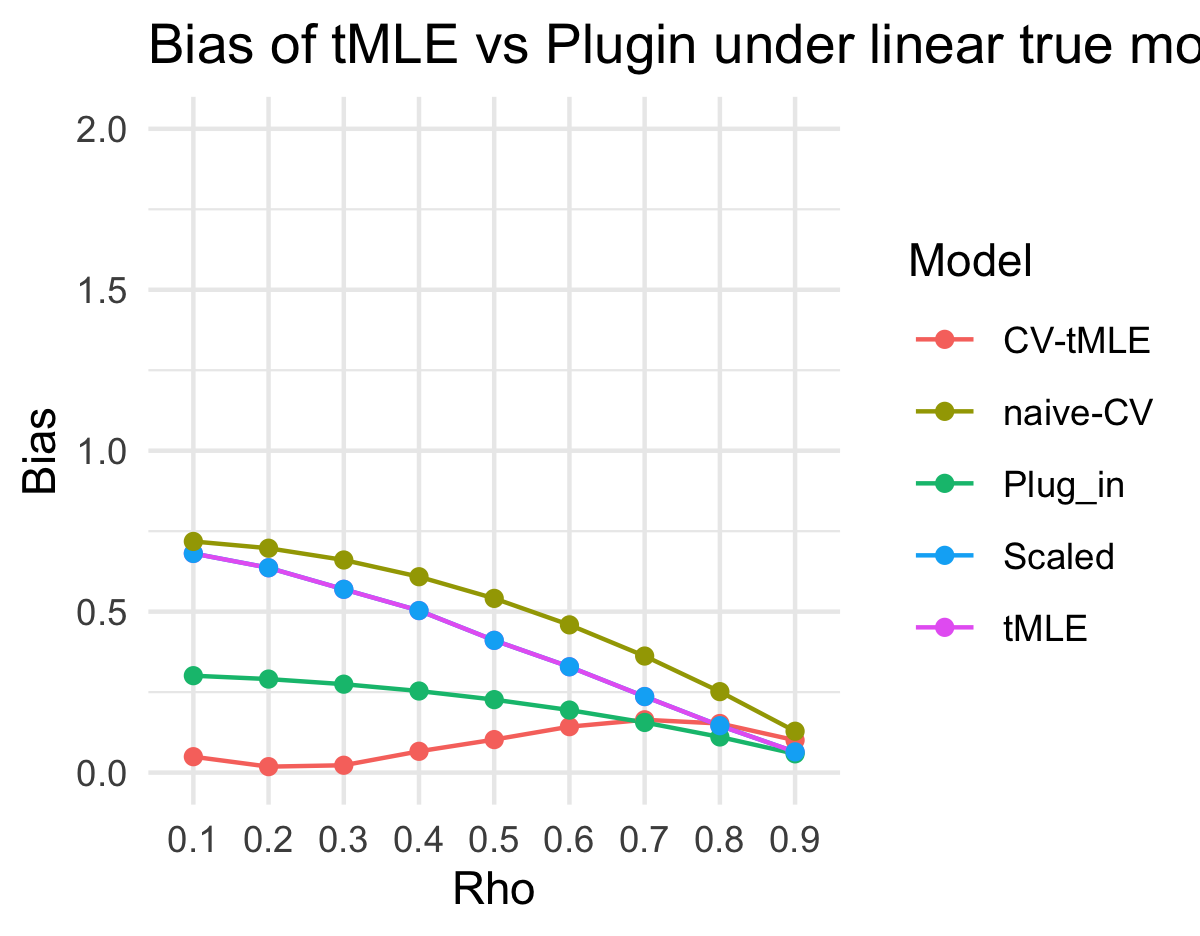 Bias of tMLE vs Plugin under linear true mo
2.0
1.5
1.0
0.5
0.0
Bias
0.1 0.2 0.3 0.4 0.5 0.6 0.7 0.8 0.9
Rho
Model
CV-tMLE
naive-CV
Plug_in
Scaled
tMLE